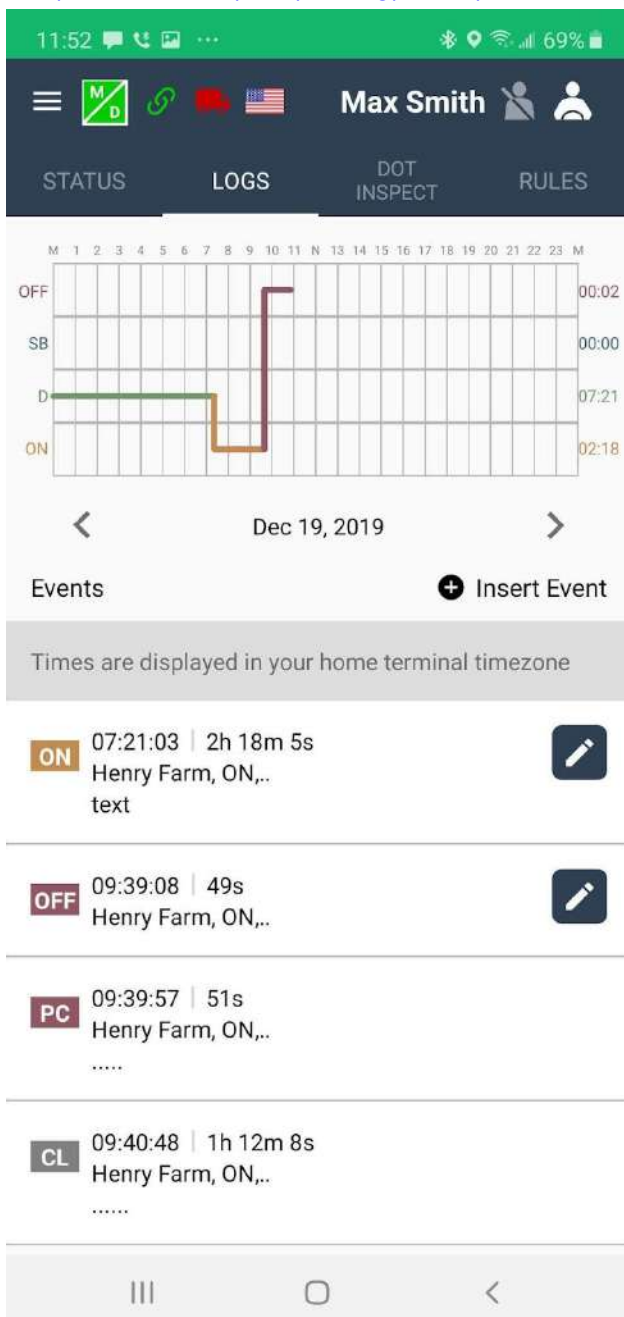 11:52 ... 69%
M D Max Smith
STATUS LOGS DOT INSPECT RULES
M 1 2 3 4 5 6 7 8 9 10 11 N 13 14 15 16 17 18 19 20 21 22 23 M
OFF 00:02
SB 00:00
D 07:21
ON 02:18
Dec 19, 2019
Events Insert Event
Times are displayed in your home terminal timezone
ON 07:21:03 | 2h 18m 5s
Henry Farm, ON,..
text
OFF 09:39:08 | 49s
Henry Farm, ON,..
PC 09:39:57 | 51s
Henry Farm, ON,..
.....
CL 09:40:48 | 1h 12m 8s
Henry Farm, ON,..
......